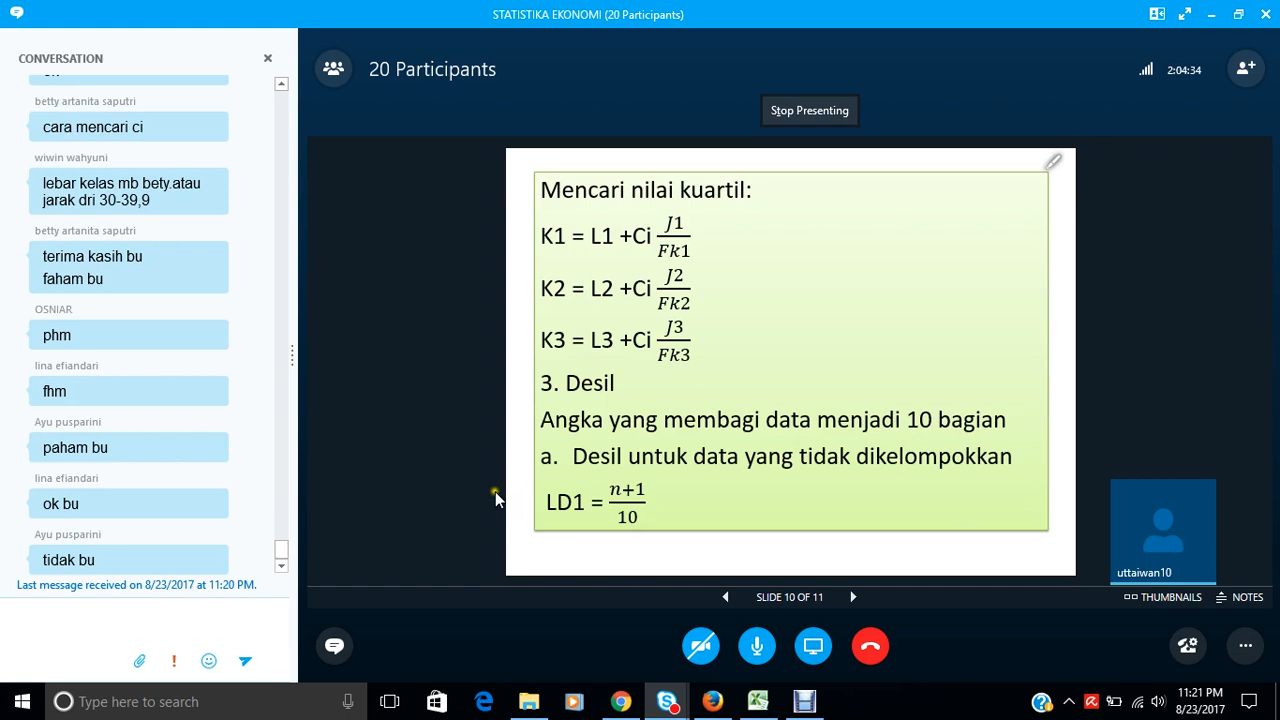 STATISTIKA EKONOMI (20 Participants)
CONVERSATION
betty artanita saputri
cara mencari ci
wiwin wahyuni
lebar kelas mb bety.atau
jarak dri 30-39,9
betty artanita saputri
terima kasih bu
faham bu
OSNIAR
phm
lina efiandari
fhm
Ayu pusparini
paham bu
lina efiandari
ok bu
Ayu pusparini
tidak bu
Last message received on 8/23/2017 at 11:20 PM.
20 Participants
2:04:34
Stop Presenting
Mencari nilai kuartil:
K1 = L1 +Ci J1/Fk1
K2 = L2 +Ci J2/Fk2
K3 = L3 +Ci J3/Fk3
3. Desil
Angka yang membagi data menjadi 10 bagian
a. Desil untuk data yang tidak dikelompokkan
LD1 = n+1/10
uttaiwan10
SLIDE 10 OF 11
THUMBNAILS
NOTES
Type here to search
11:21 PM
8/23/2017